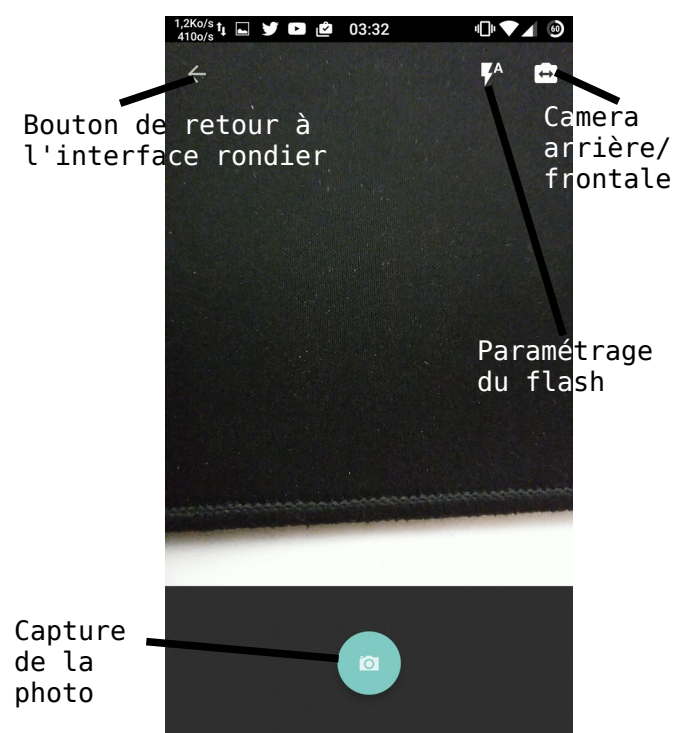 1,2Ko/s
410o/s
03:32
60
A
Bouton de retour à
l'interface rondier
Camera
arrière/
frontale
Paramétrage
du flash
Capture
de la
photo